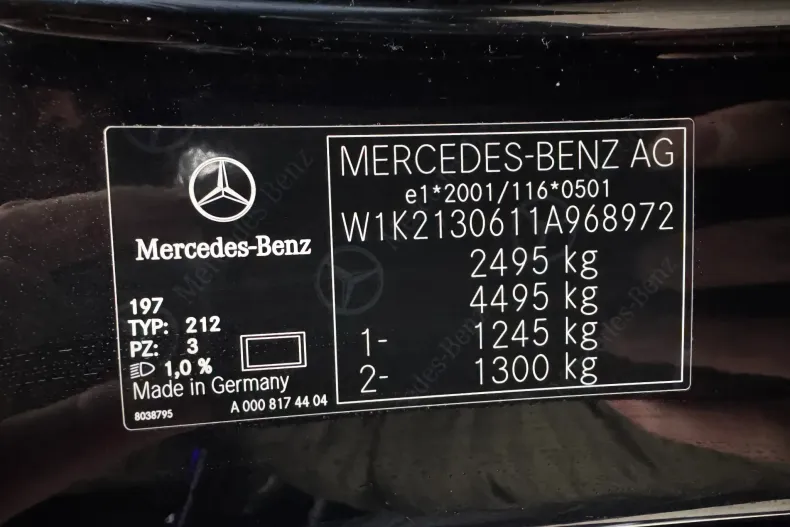 Mercedes-Benz
197
TYP: 212
PZ: 3
1,0 %
Made in Germany
8038795 A 000 817 44 04
MERCEDES-BENZ AG
e1*2001/116*0501
W1K2130611A968972
2495 kg
4495 kg
1- 1245 kg
2- 1300 kg